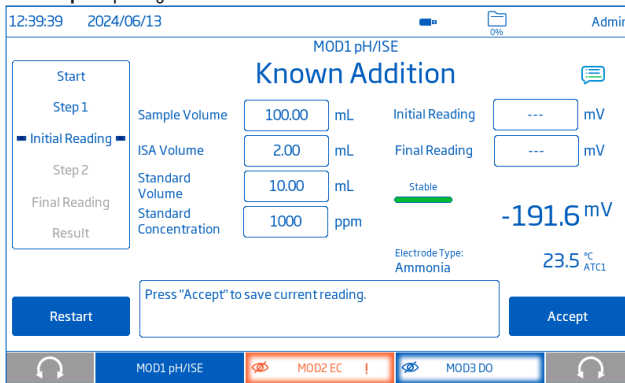 12:39:39 2024/06/13 0% Admin
MOD1 pH/ISE
Known Addition
Start
Step 1
Initial Reading
Step 2
Final Reading
Result
Sample Volume 100.00 mL Initial Reading --- mV
ISA Volume 2.00 mL Final Reading --- mV
Standard
Volume 10.00 mL Stable
Standard
Concentration 1000 ppm -191.6 mV
Electrode Type:
Ammonia 23.5 °C
ATC1
Press "Accept" to save current reading.
Restart Accept
MOD1 pH/ISE MOD2 EC ! MOD3 DO